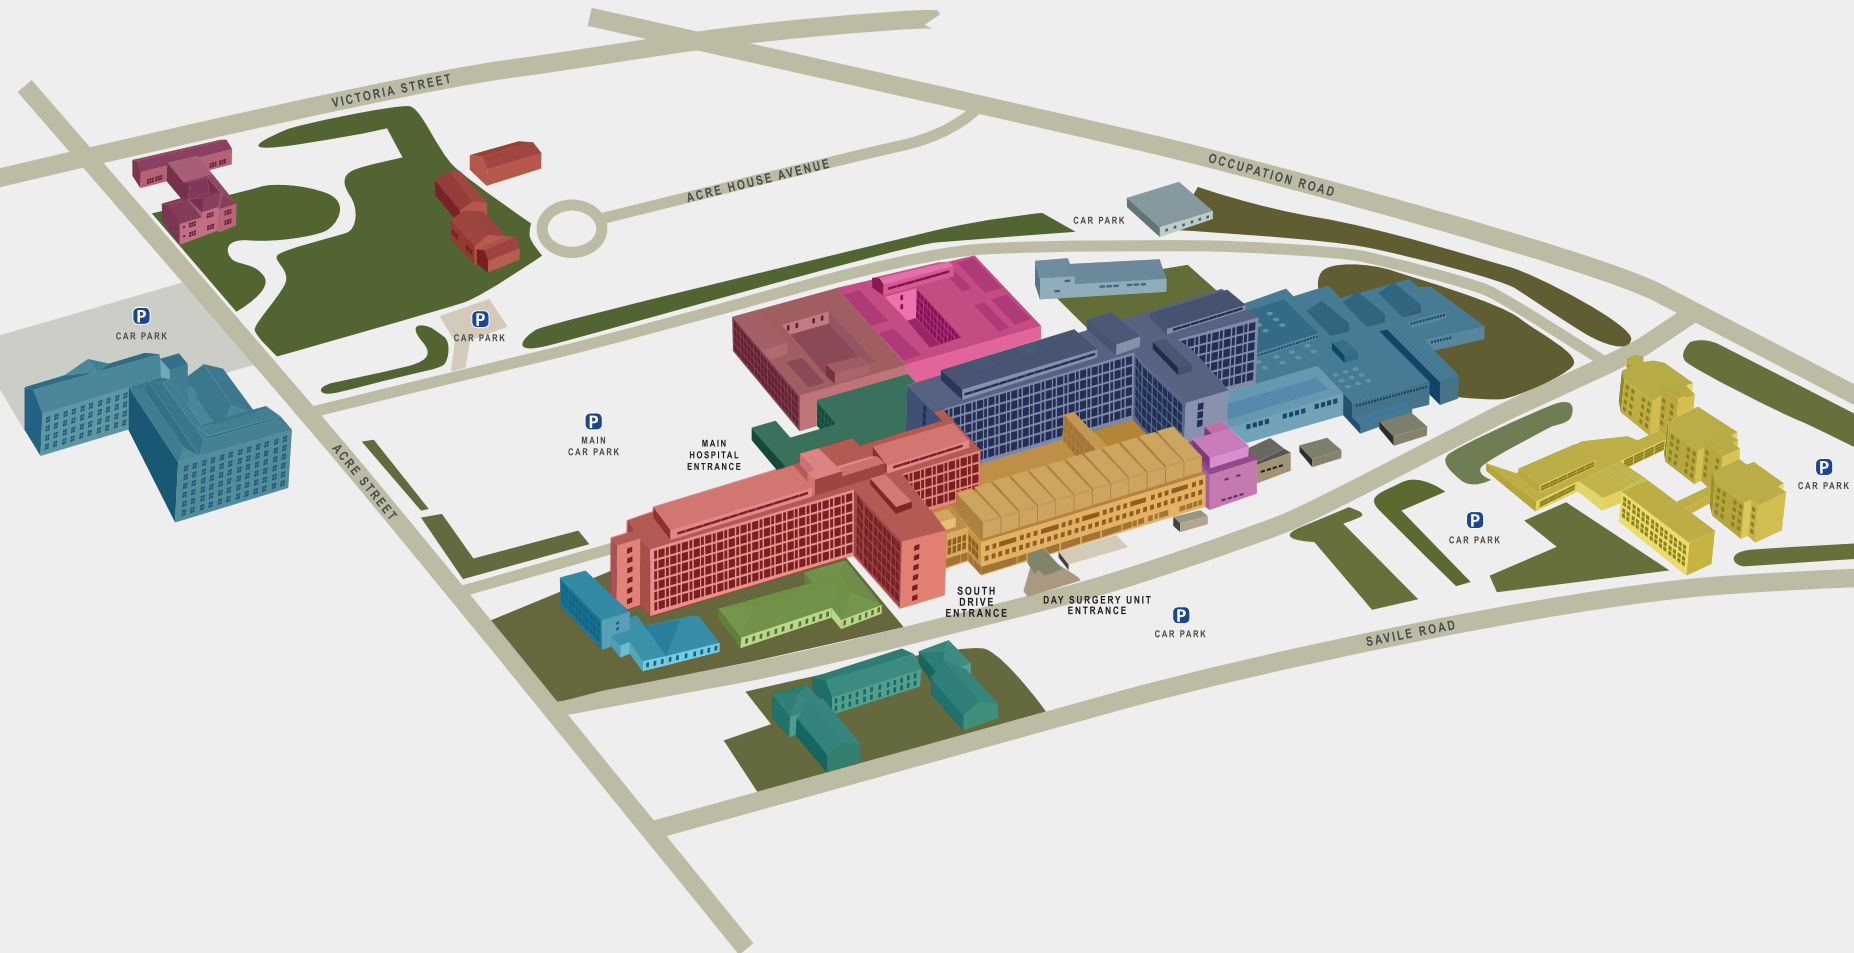 VICTORIA STREET
ACRE HOUSE AVENUE
OCCUPATION ROAD
CAR PARK
P
CAR PARK
P
CAR PARK
P
MAIN
CAR PARK
MAIN
HOSPITAL
ENTRANCE
ACRE STREET
P
CAR PARK
P
CAR PARK
SOUTH
DRIVE
ENTRANCE
DAY SURGERY UNIT
ENTRANCE
P
CAR PARK
SAVILE ROAD